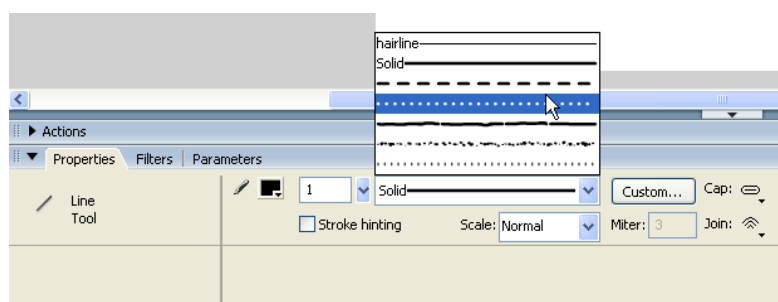 hairline
Solid
Actions
Properties Filters Parameters
Line
Tool
1 Solid Custom... Cap:
Stroke hinting Scale: Normal Miter: 3 Join: